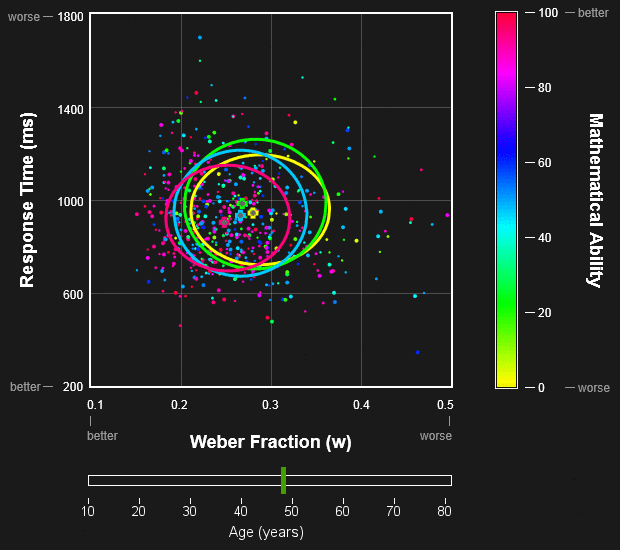 worse
1800
1400
1000
600
better
200
Response Time (ms)
0.1
0.2
0.3
0.4
0.5
better
worse
Weber Fraction (w)
100
better
80
60
40
20
0
worse
Mathematical Ability
10
20
30
40
50
60
70
80
Age (years)